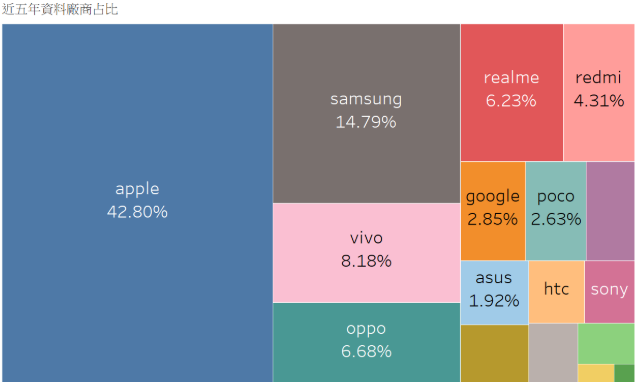 近五年資料廠商占比
apple
42.80%
samsung
14.79%
vivo
8.18%
oppo
6.68%
realme
6.23%
redmi
4.31%
google
2.85%
poco
2.63%
asus
1.92%
htc
sony